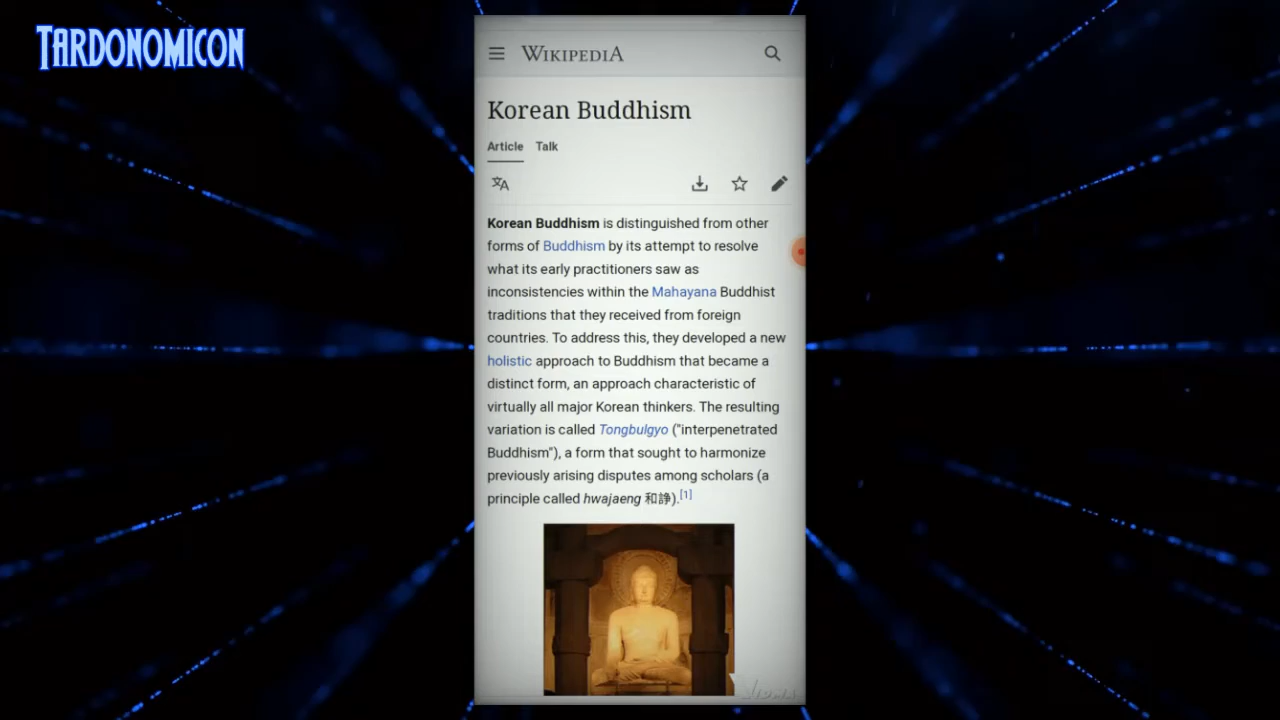 TARDONOMICON
WIKIPEDIA
Korean Buddhism
Article Talk
Korean Buddhism is distinguished from other
forms of Buddhism by its attempt to resolve
what its early practitioners saw as
inconsistencies within the Mahayana Buddhist
traditions that they received from foreign
countries. To address this, they developed a new
holistic approach to Buddhism that became a
distinct form, an approach characteristic of
virtually all major Korean thinkers. The resulting
variation is called Tongbulgyo ("interpenetrated
Buddhism"), a form that sought to harmonize
previously arising disputes among scholars (a
principle called hwajaeng 和諍).[1]